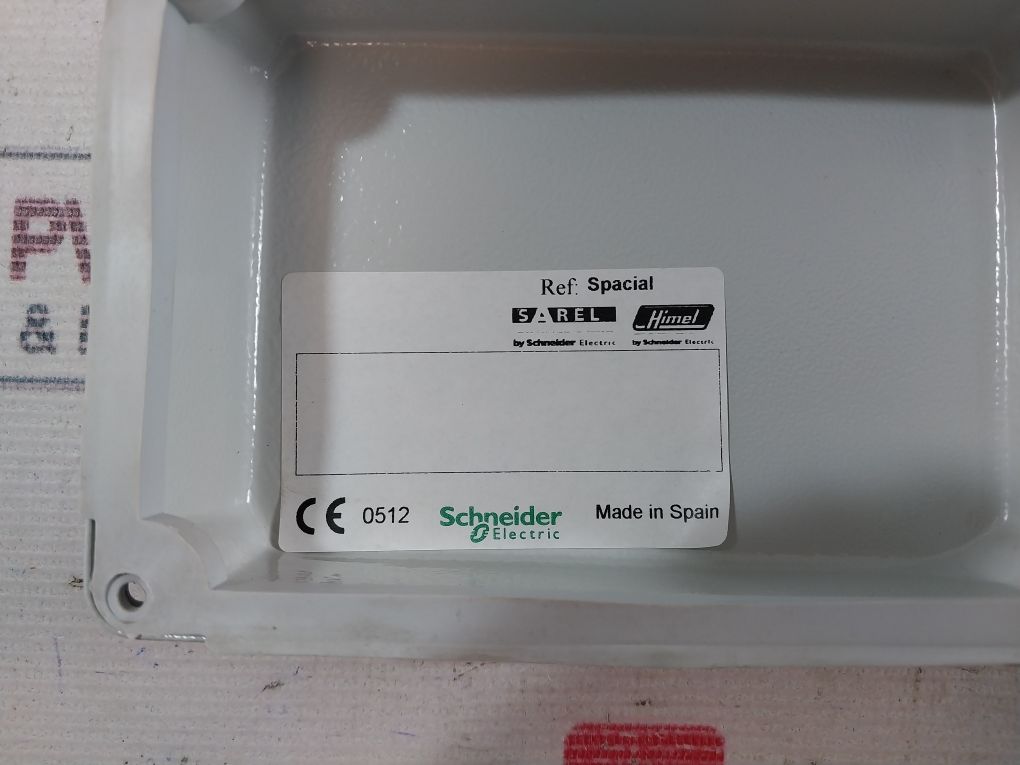 Ref: Spacial
SAREL
Himel
by Schneider Electric
by Schneider Electric
CE 0512
Schneider
Electric
Made in Spain
P
&